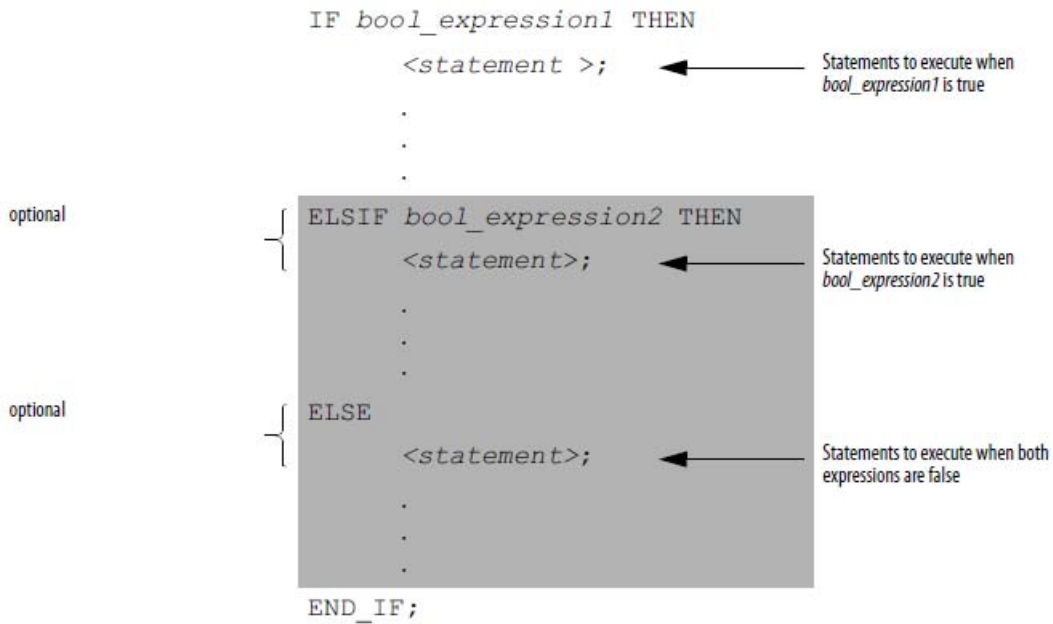 IF bool_expression1 THEN
<statement >;
Statements to execute when
bool_expression1 is true
.
.
.
optional
ELSIF bool_expression2 THEN
<statement>;
Statements to execute when
bool_expression2 is true
.
.
.
optional
ELSE
<statement>;
Statements to execute when both
expressions are false
.
.
.
END_IF;